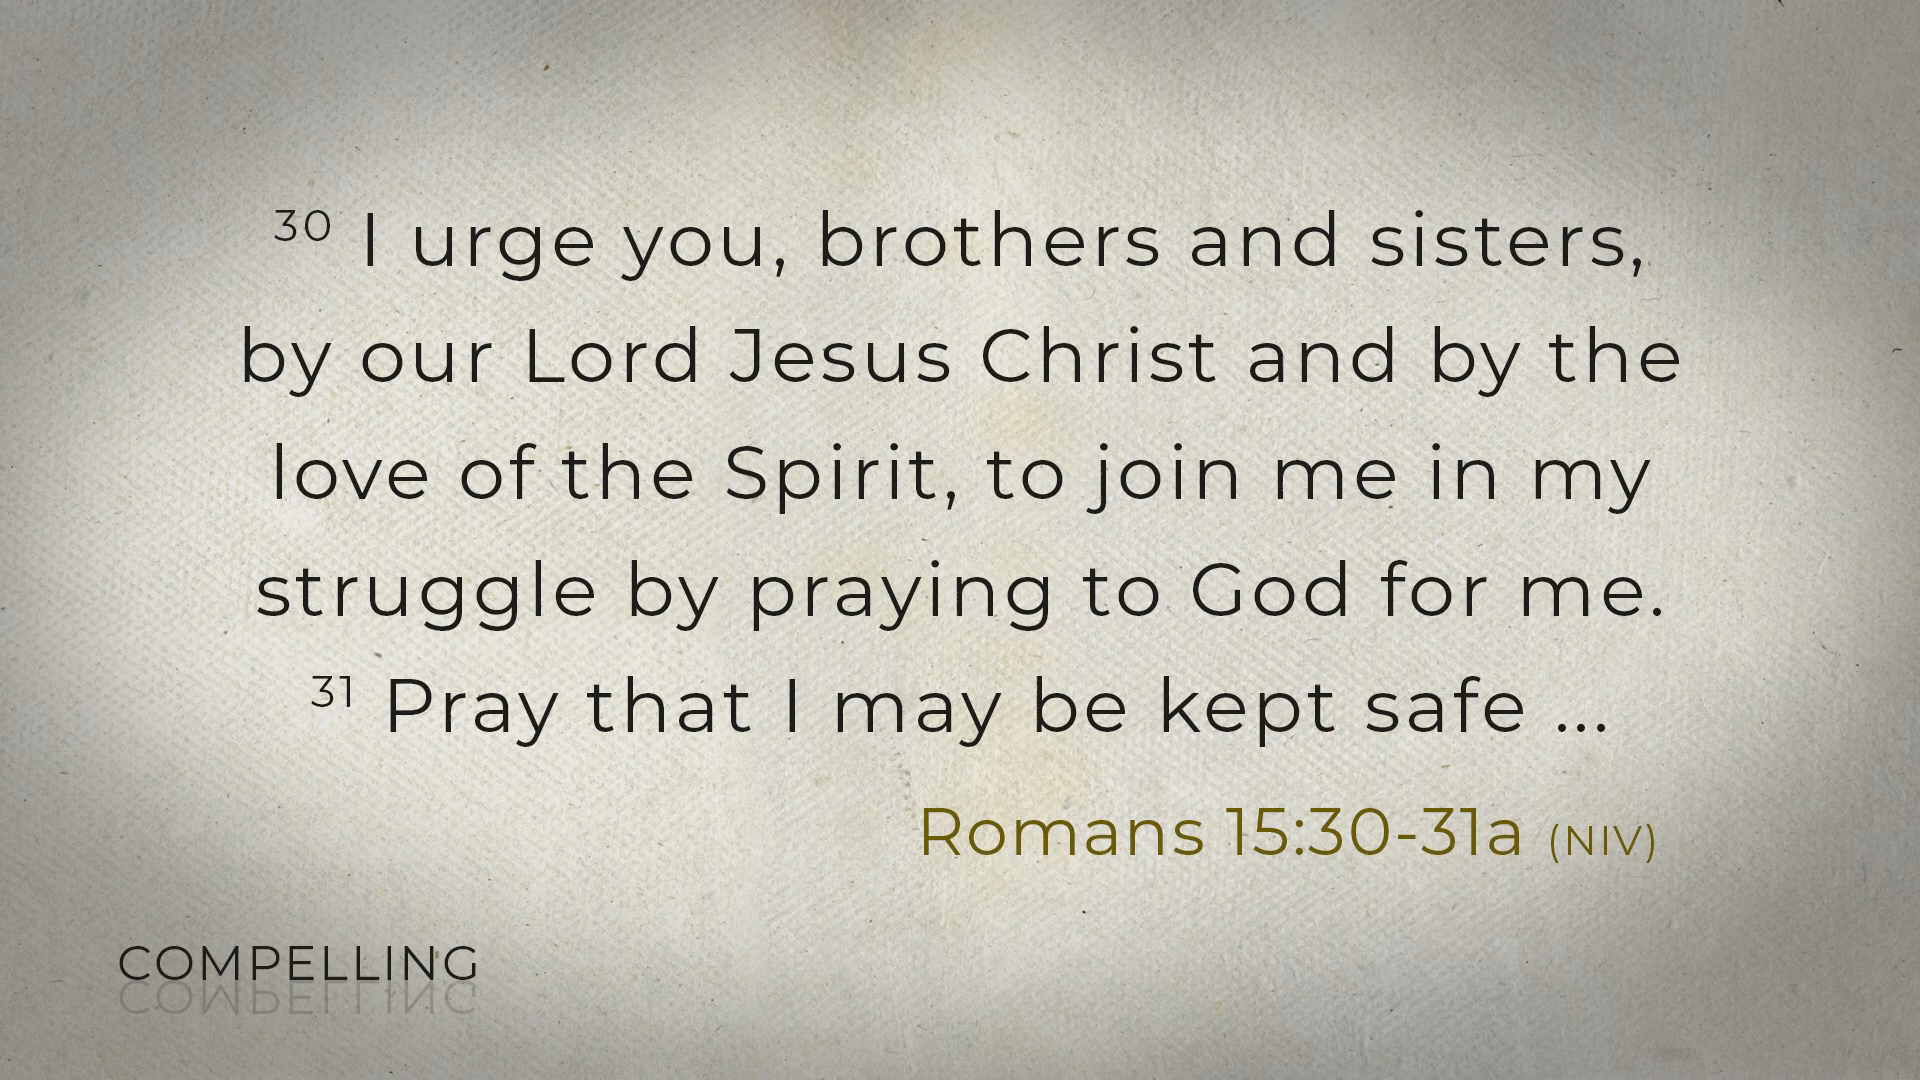 30 I urge you, brothers and sisters,
by our Lord Jesus Christ and by the
love of the Spirit, to join me in my
struggle by praying to God for me.
31 Pray that I may be kept safe ...
Romans 15:30-31a (NIV)
COMPELLING